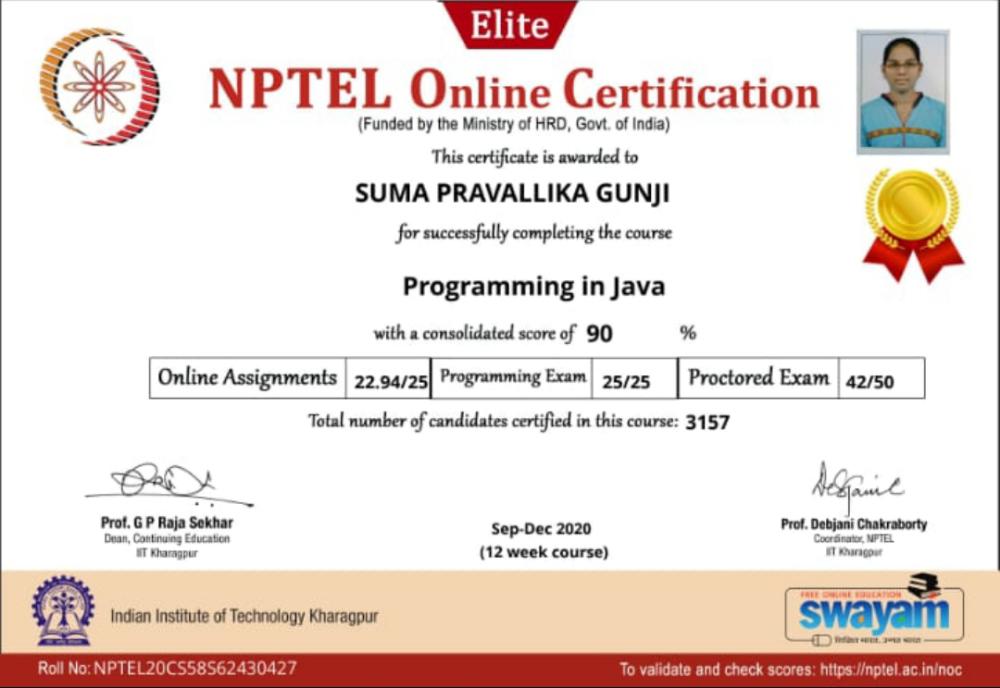 Elite
NPTEL Online Certification
(Funded by the Ministry of HRD, Govt. of India)
This certificate is awarded to
SUMA PRAVALLIKA GUNJI
for successfully completing the course
Programming in Java
with a consolidated score of 90 %
Online Assignments 22.94/25 Programming Exam 25/25 Proctored Exam 42/50
Total number of candidates certified in this course: 3157
Prof. G P Raja Sekhar
Dean, Continuing Education
IIT Kharagpur
Sep-Dec 2020
(12 week course)
Prof. Debjani Chakraborty
Coordinator, NPTEL
IIT Kharagpur
Indian Institute of Technology Kharagpur
FREE ONLINE EDUCATION
swayam
शिक्षित भारत, उन्नत भारत
Roll No: NPTEL20CS58S62430427
To validate and check scores: https://nptel.ac.in/noc